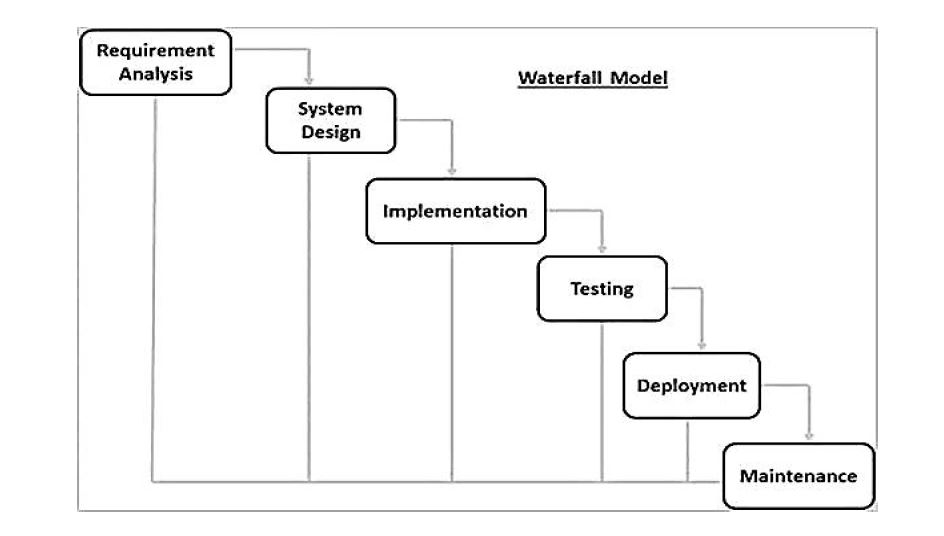 Requirement
Analysis
Waterfall Model
System
Design
Implementation
Testing
Deployment
Maintenance